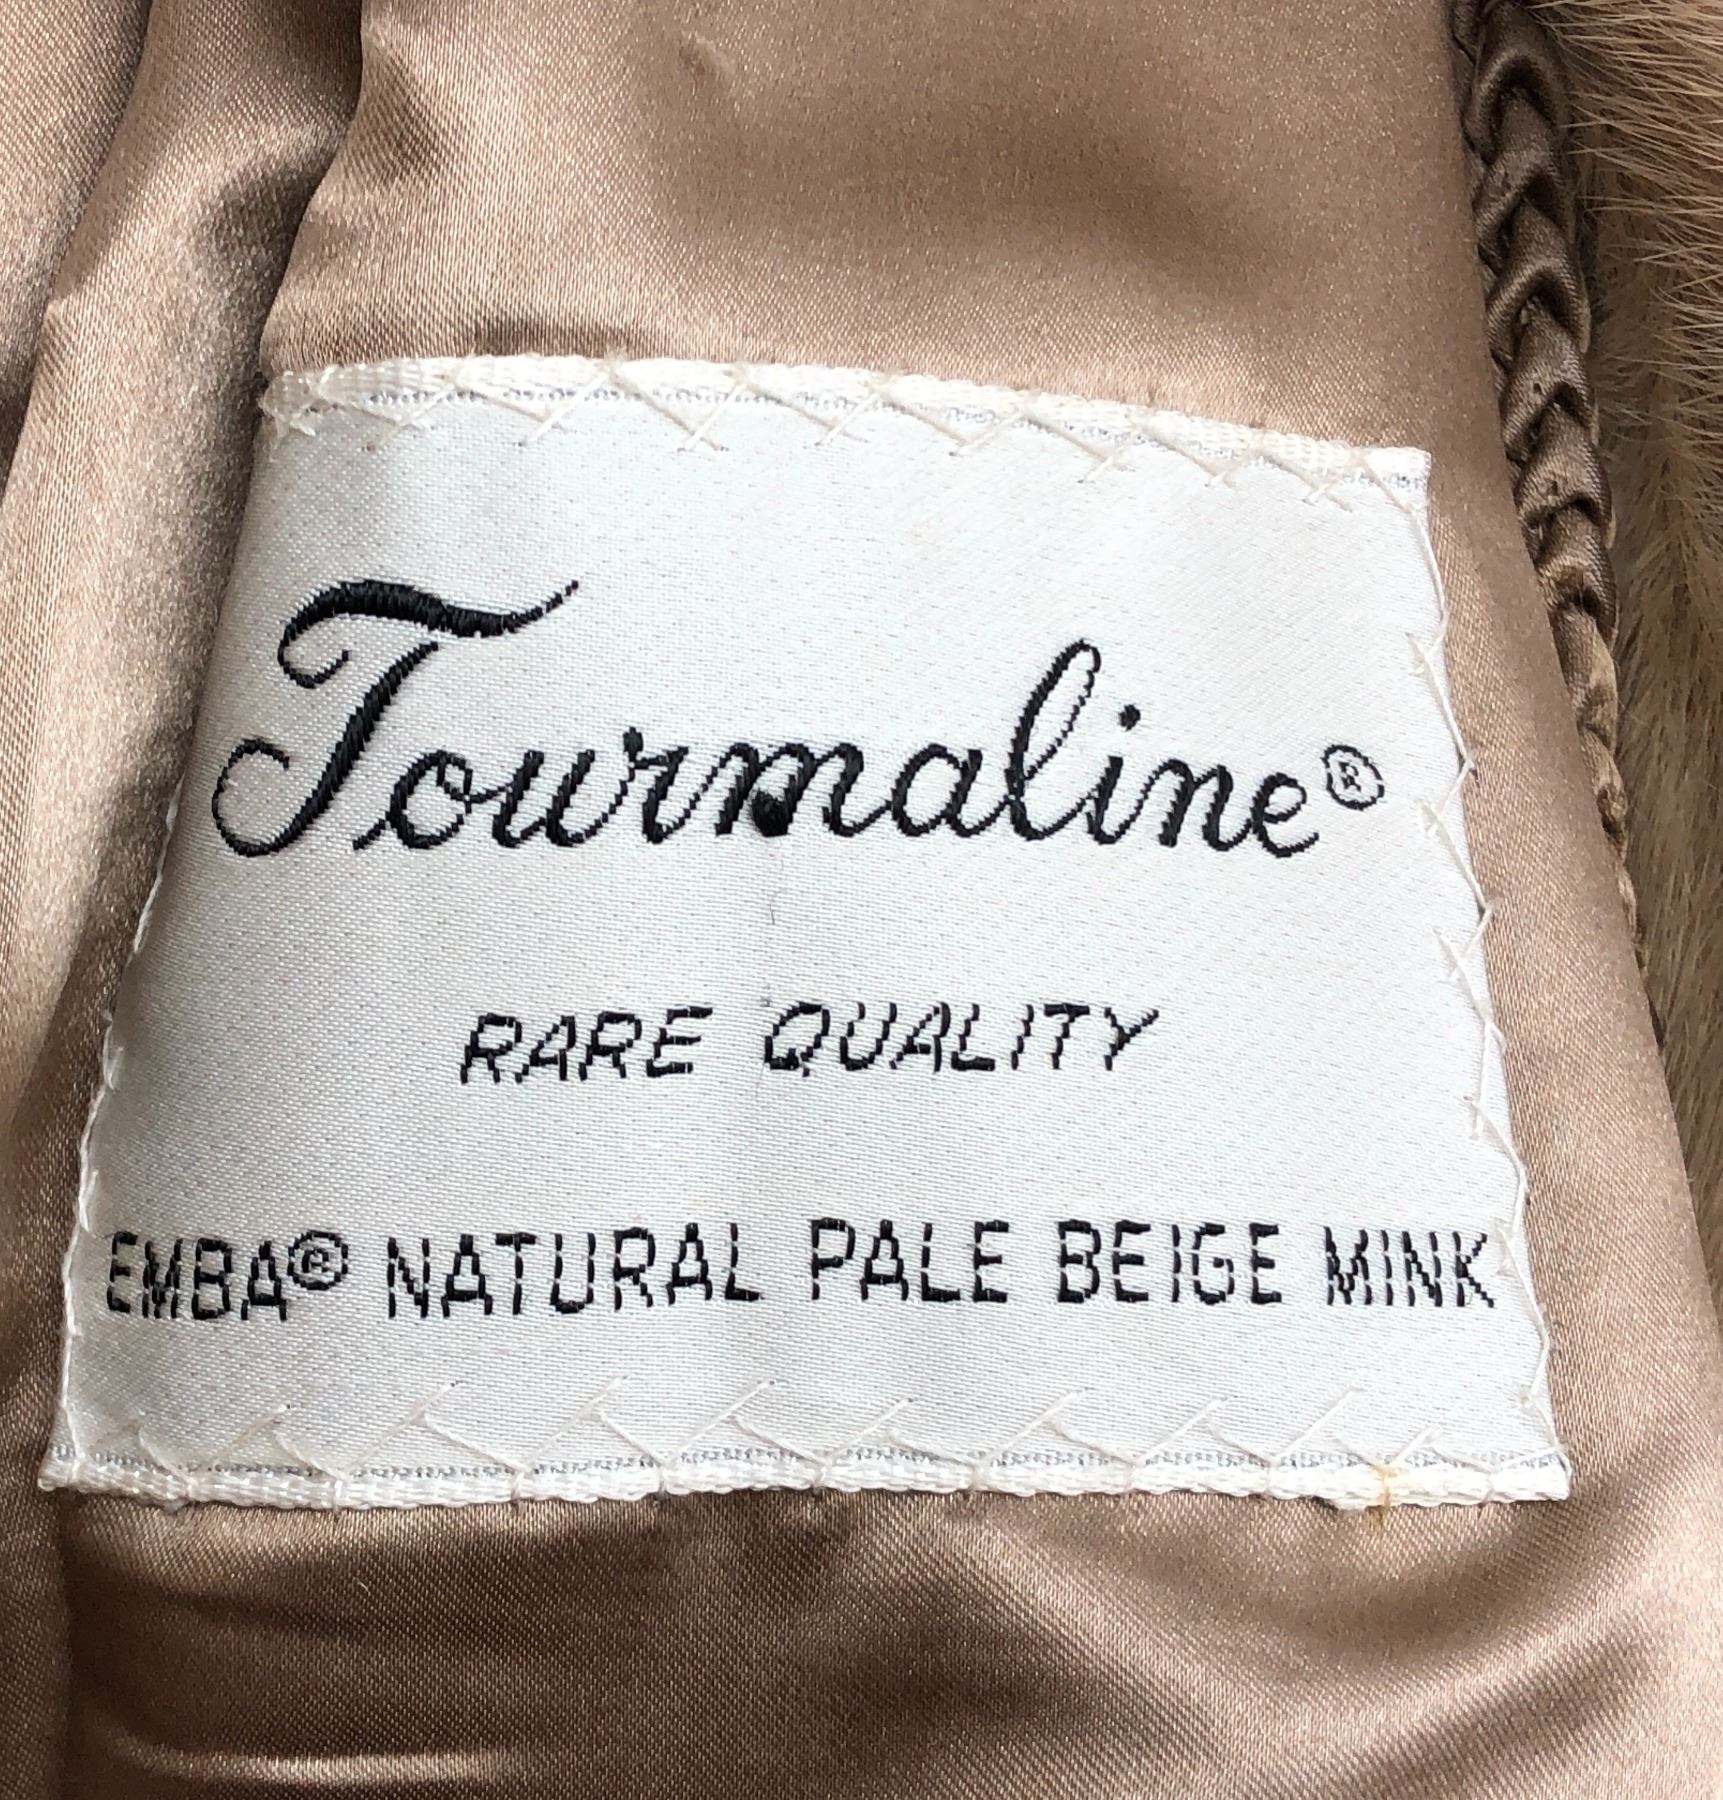 Tourmaline®
RARE QUALITY
EMBA® NATURAL PALE BEIGE MINK